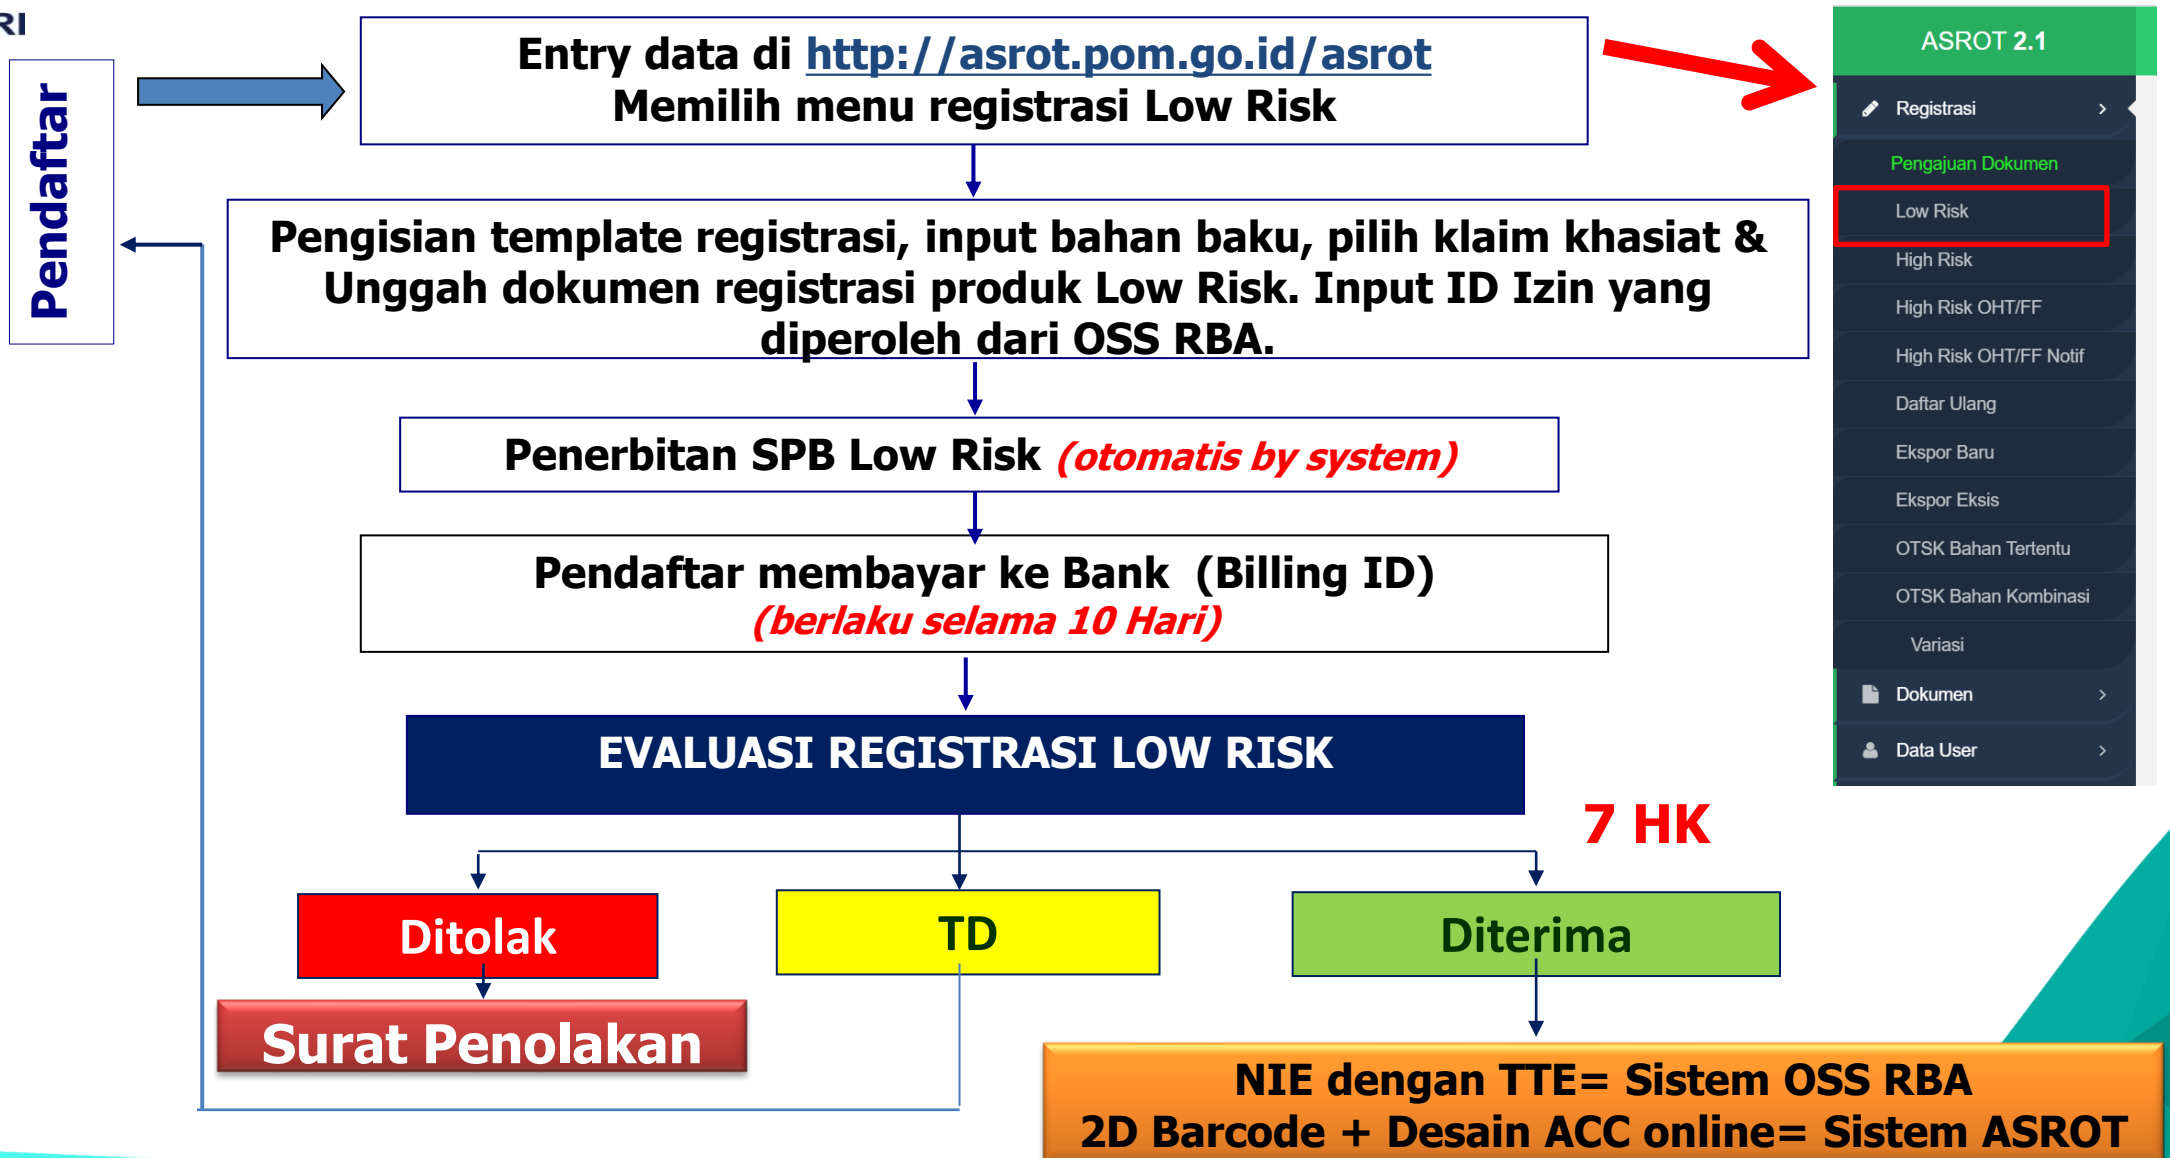 RI
Pendaftar
Entry data di http://asrot.pom.go.id/asrot
Memilih menu registrasi Low Risk
Pengisian template registrasi, input bahan baku, pilih klaim khasiat &
Unggah dokumen registrasi produk Low Risk. Input ID Izin yang
diperoleh dari OSS RBA.
Penerbitan SPB Low Risk (otomatis by system)
Pendaftar membayar ke Bank (Billing ID)
(berlaku selama 10 Hari)
EVALUASI REGISTRASI LOW RISK
7 HK
Ditolak
TD
Diterima
Surat Penolakan
NIE dengan TTE= Sistem OSS RBA
2D Barcode + Desain ACC online= Sistem ASROT
ASROT 2.1
Registrasi
Pengajuan Dokumen
Low Risk
High Risk
High Risk OHT/FF
High Risk OHT/FF Notif
Daftar Ulang
Ekspor Baru
Ekspor Eksis
OTSK Bahan Tertentu
OTSK Bahan Kombinasi
Variasi
Dokumen
Data User